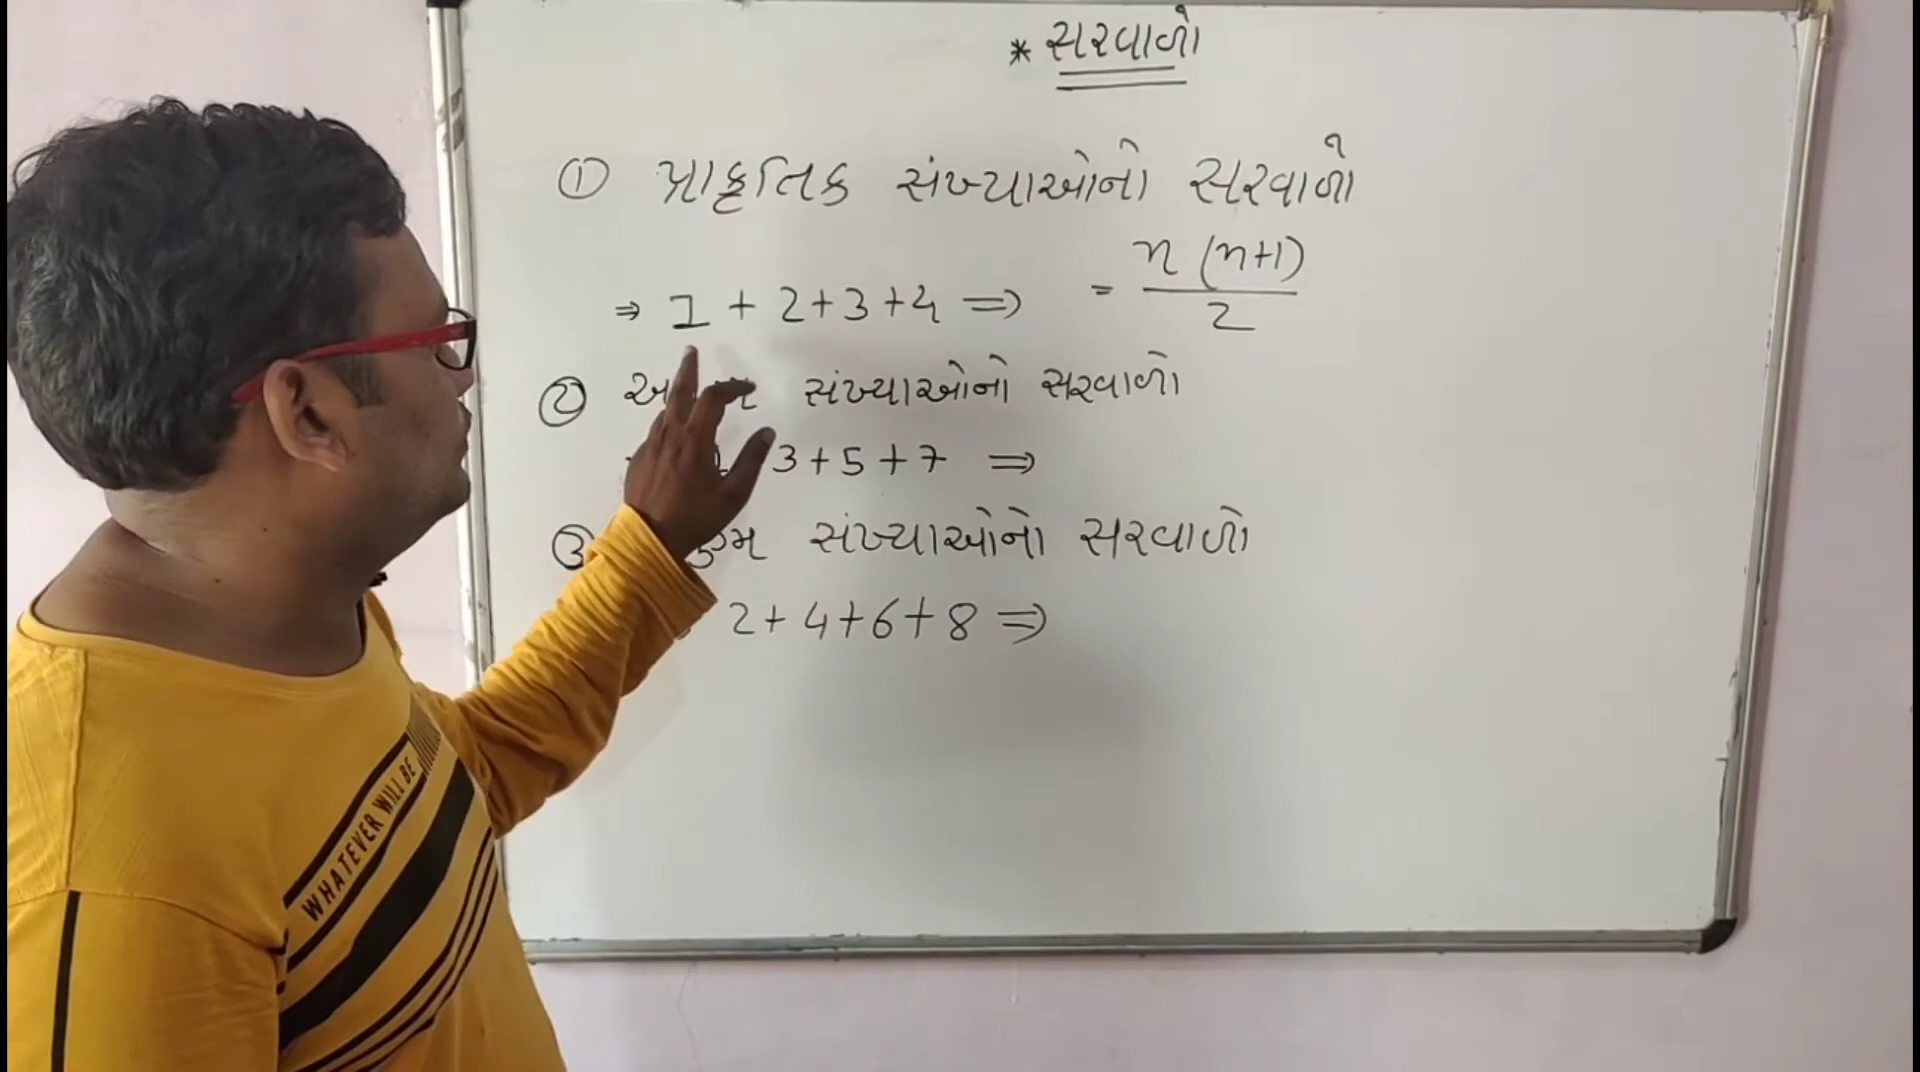 * સરવાળો
① પ્રાકૃતિક સંખ્યાઓનો સરવાળો
⇒ 1 + 2 + 3 + 4 ⇒ = n (n+1) / 2
② સંખ્યાઓનો સરવાળો
3 + 5 + 7 ⇒
③ સંખ્યાઓનો સરવાળો
2 + 4 + 6 + 8 ⇒
WHATEVER WILL BE